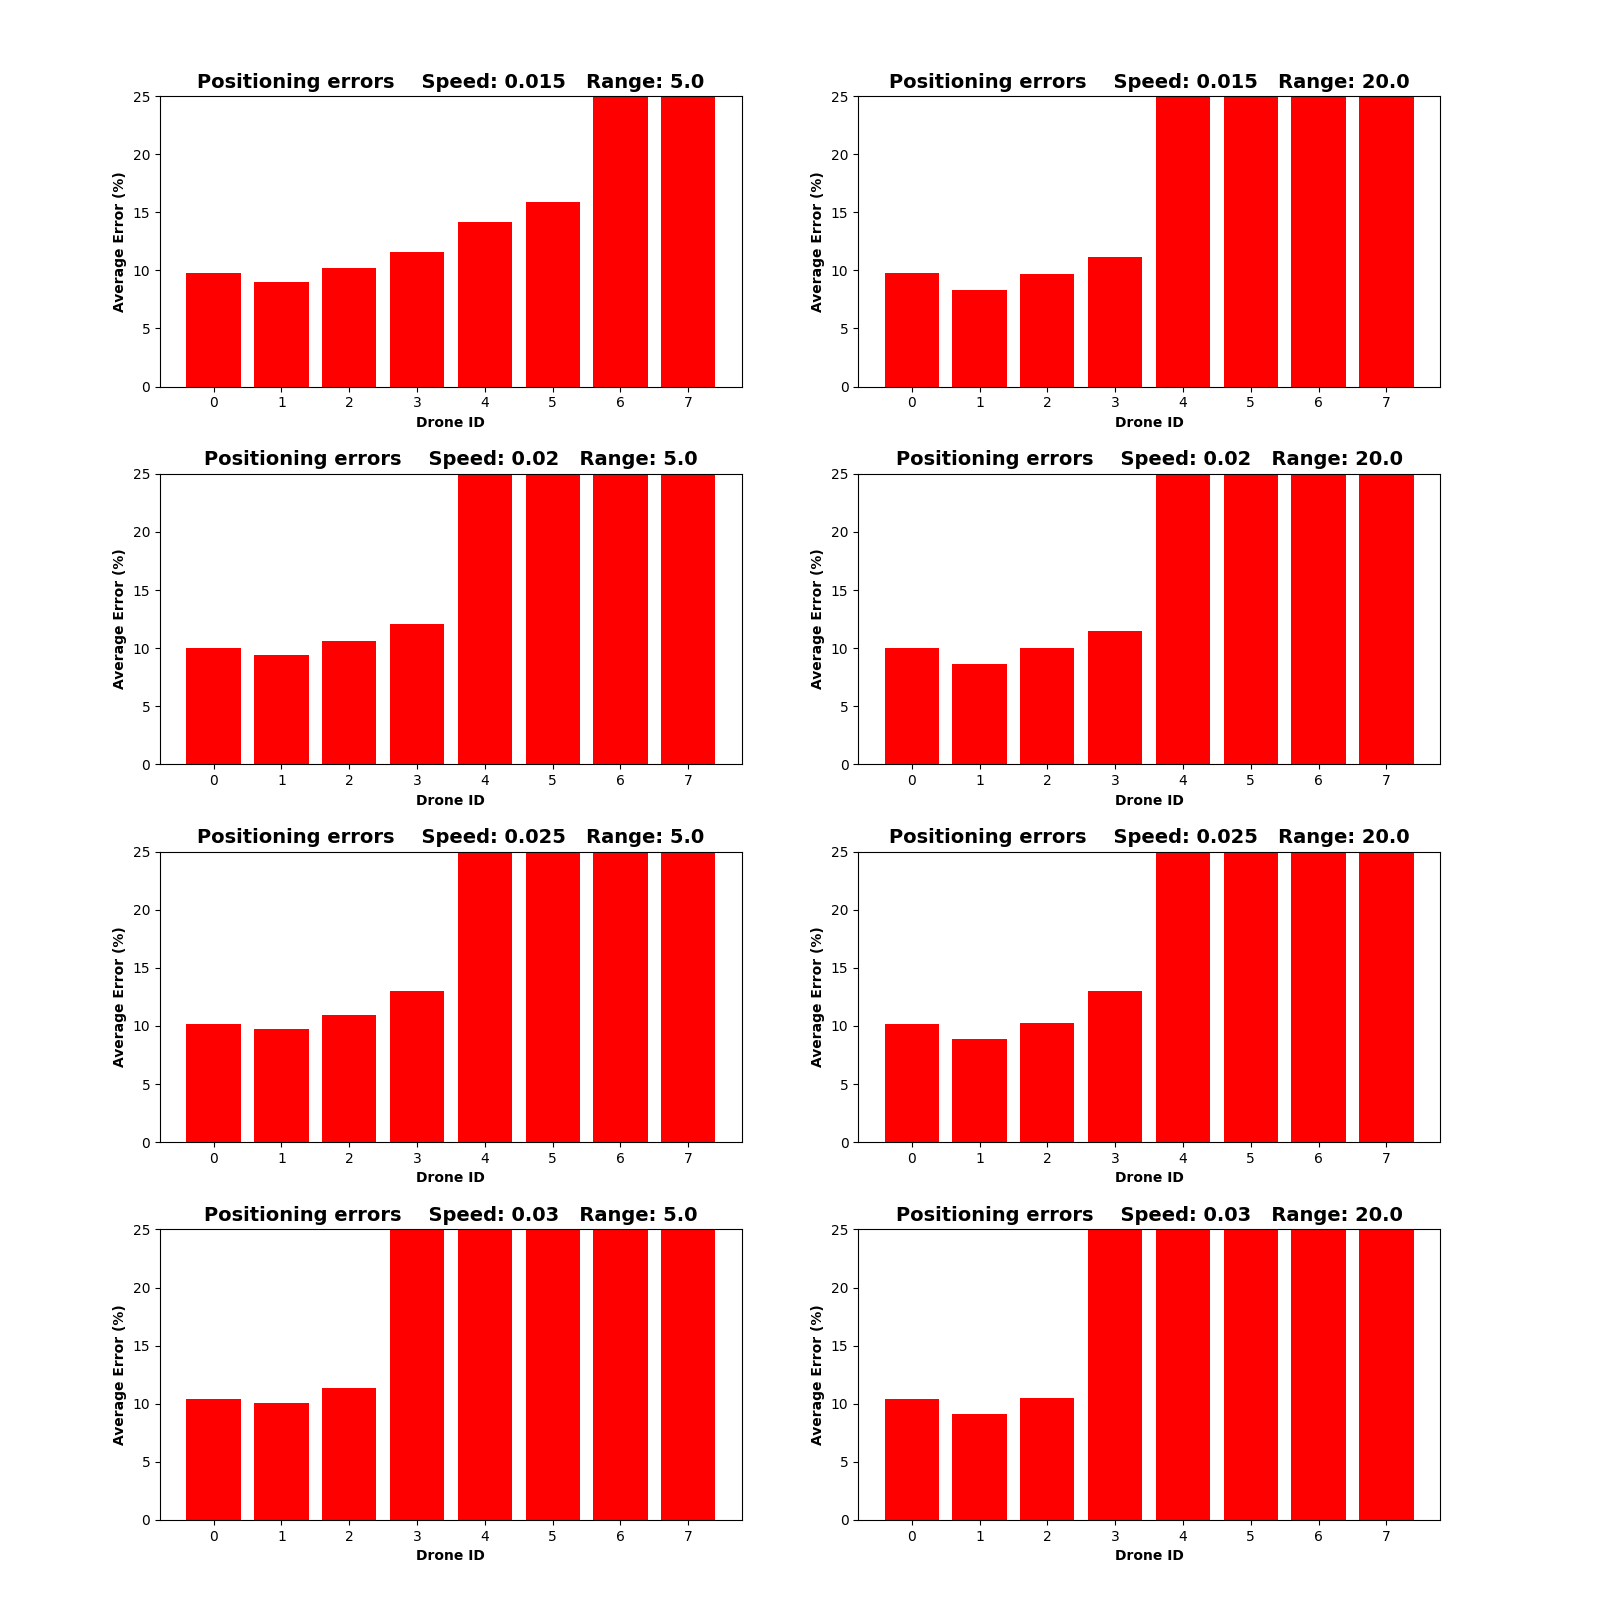 Positioning errors    Speed: 0.015   Range: 5.0
25
20
15
10
5
0
Average Error (%)
0 1 2 3 4 5 6 7
Drone ID
Positioning errors    Speed: 0.015   Range: 20.0
25
20
15
10
5
0
Average Error (%)
0 1 2 3 4 5 6 7
Drone ID
Positioning errors    Speed: 0.02   Range: 5.0
25
20
15
10
5
0
Average Error (%)
0 1 2 3 4 5 6 7
Drone ID
Positioning errors    Speed: 0.02   Range: 20.0
25
20
15
10
5
0
Average Error (%)
0 1 2 3 4 5 6 7
Drone ID
Positioning errors    Speed: 0.025   Range: 5.0
25
20
15
10
5
0
Average Error (%)
0 1 2 3 4 5 6 7
Drone ID
Positioning errors    Speed: 0.025   Range: 20.0
25
20
15
10
5
0
Average Error (%)
0 1 2 3 4 5 6 7
Drone ID
Positioning errors    Speed: 0.03   Range: 5.0
25
20
15
10
5
0
Average Error (%)
0 1 2 3 4 5 6 7
Drone ID
Positioning errors    Speed: 0.03   Range: 20.0
25
20
15
10
5
0
Average Error (%)
0 1 2 3 4 5 6 7
Drone ID